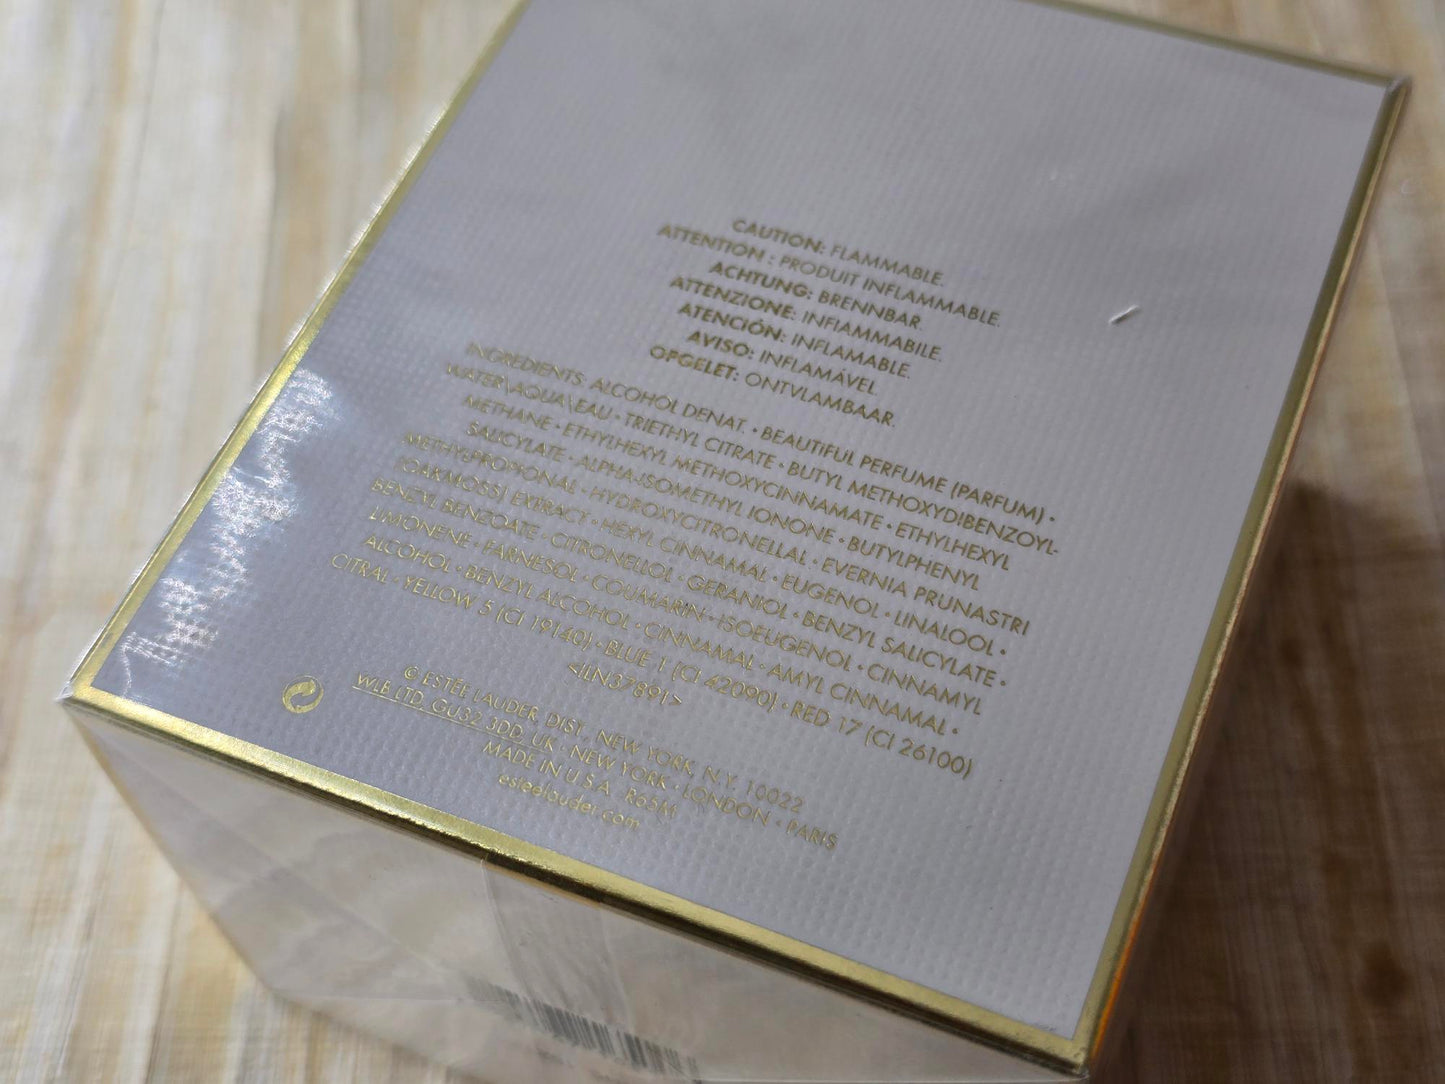 CAUTION: FLAMMABLE.
ATTENTION : PRODUIT INFLAMMABLE.
ACHTUNG: BRENNBAR.
ATTENZIONE: INFIAMMABILE.
ATENCIÓN: INFLAMABLE.
AVISO: INFLAMÁVEL.
OPGELET: ONTVLAMBAAR.
INGREDIENTS: ALCOHOL DENAT. • BEAUTIFUL PERFUME (PARFUM) •
WATER\AQUA\EAU • TRIETHYL CITRATE • BUTYL METHOXYDIBENZOYL-
METHANE • ETHYLHEXYL METHOXYCINNAMATE • ETHYLHEXYL
SALICYLATE • ALPHA-ISOMETHYL IONONE • BUTYLPHENYL
METHYLPROPIONAL • HYDROXYCITRONELLAL • EVERNIA PRUNASTRI
(OAKMOSS) EXTRACT • HEXYL CINNAMAL • EUGENOL • LINALOOL •
BENZYL BENZOATE • CITRONELLOL • GERANIOL • BENZYL SALICYLATE •
LIMONENE • FARNESOL • COUMARIN • ISOEUGENOL • CINNAMYL
ALCOHOL • BENZYL ALCOHOL • CINNAMAL • AMYL CINNAMAL •
CITRAL • YELLOW 5 (CI 19140) • BLUE 1 (CI 42090) • RED 17 (CI 26100)
<ILN37891>
© ESTÉE LAUDER, DIST., NEW YORK, N.Y. 10022
WLB LTD. GU32 3DD, UK • NEW YORK • LONDON • PARIS
MADE IN U.S.A. R65M
esteelauder.com